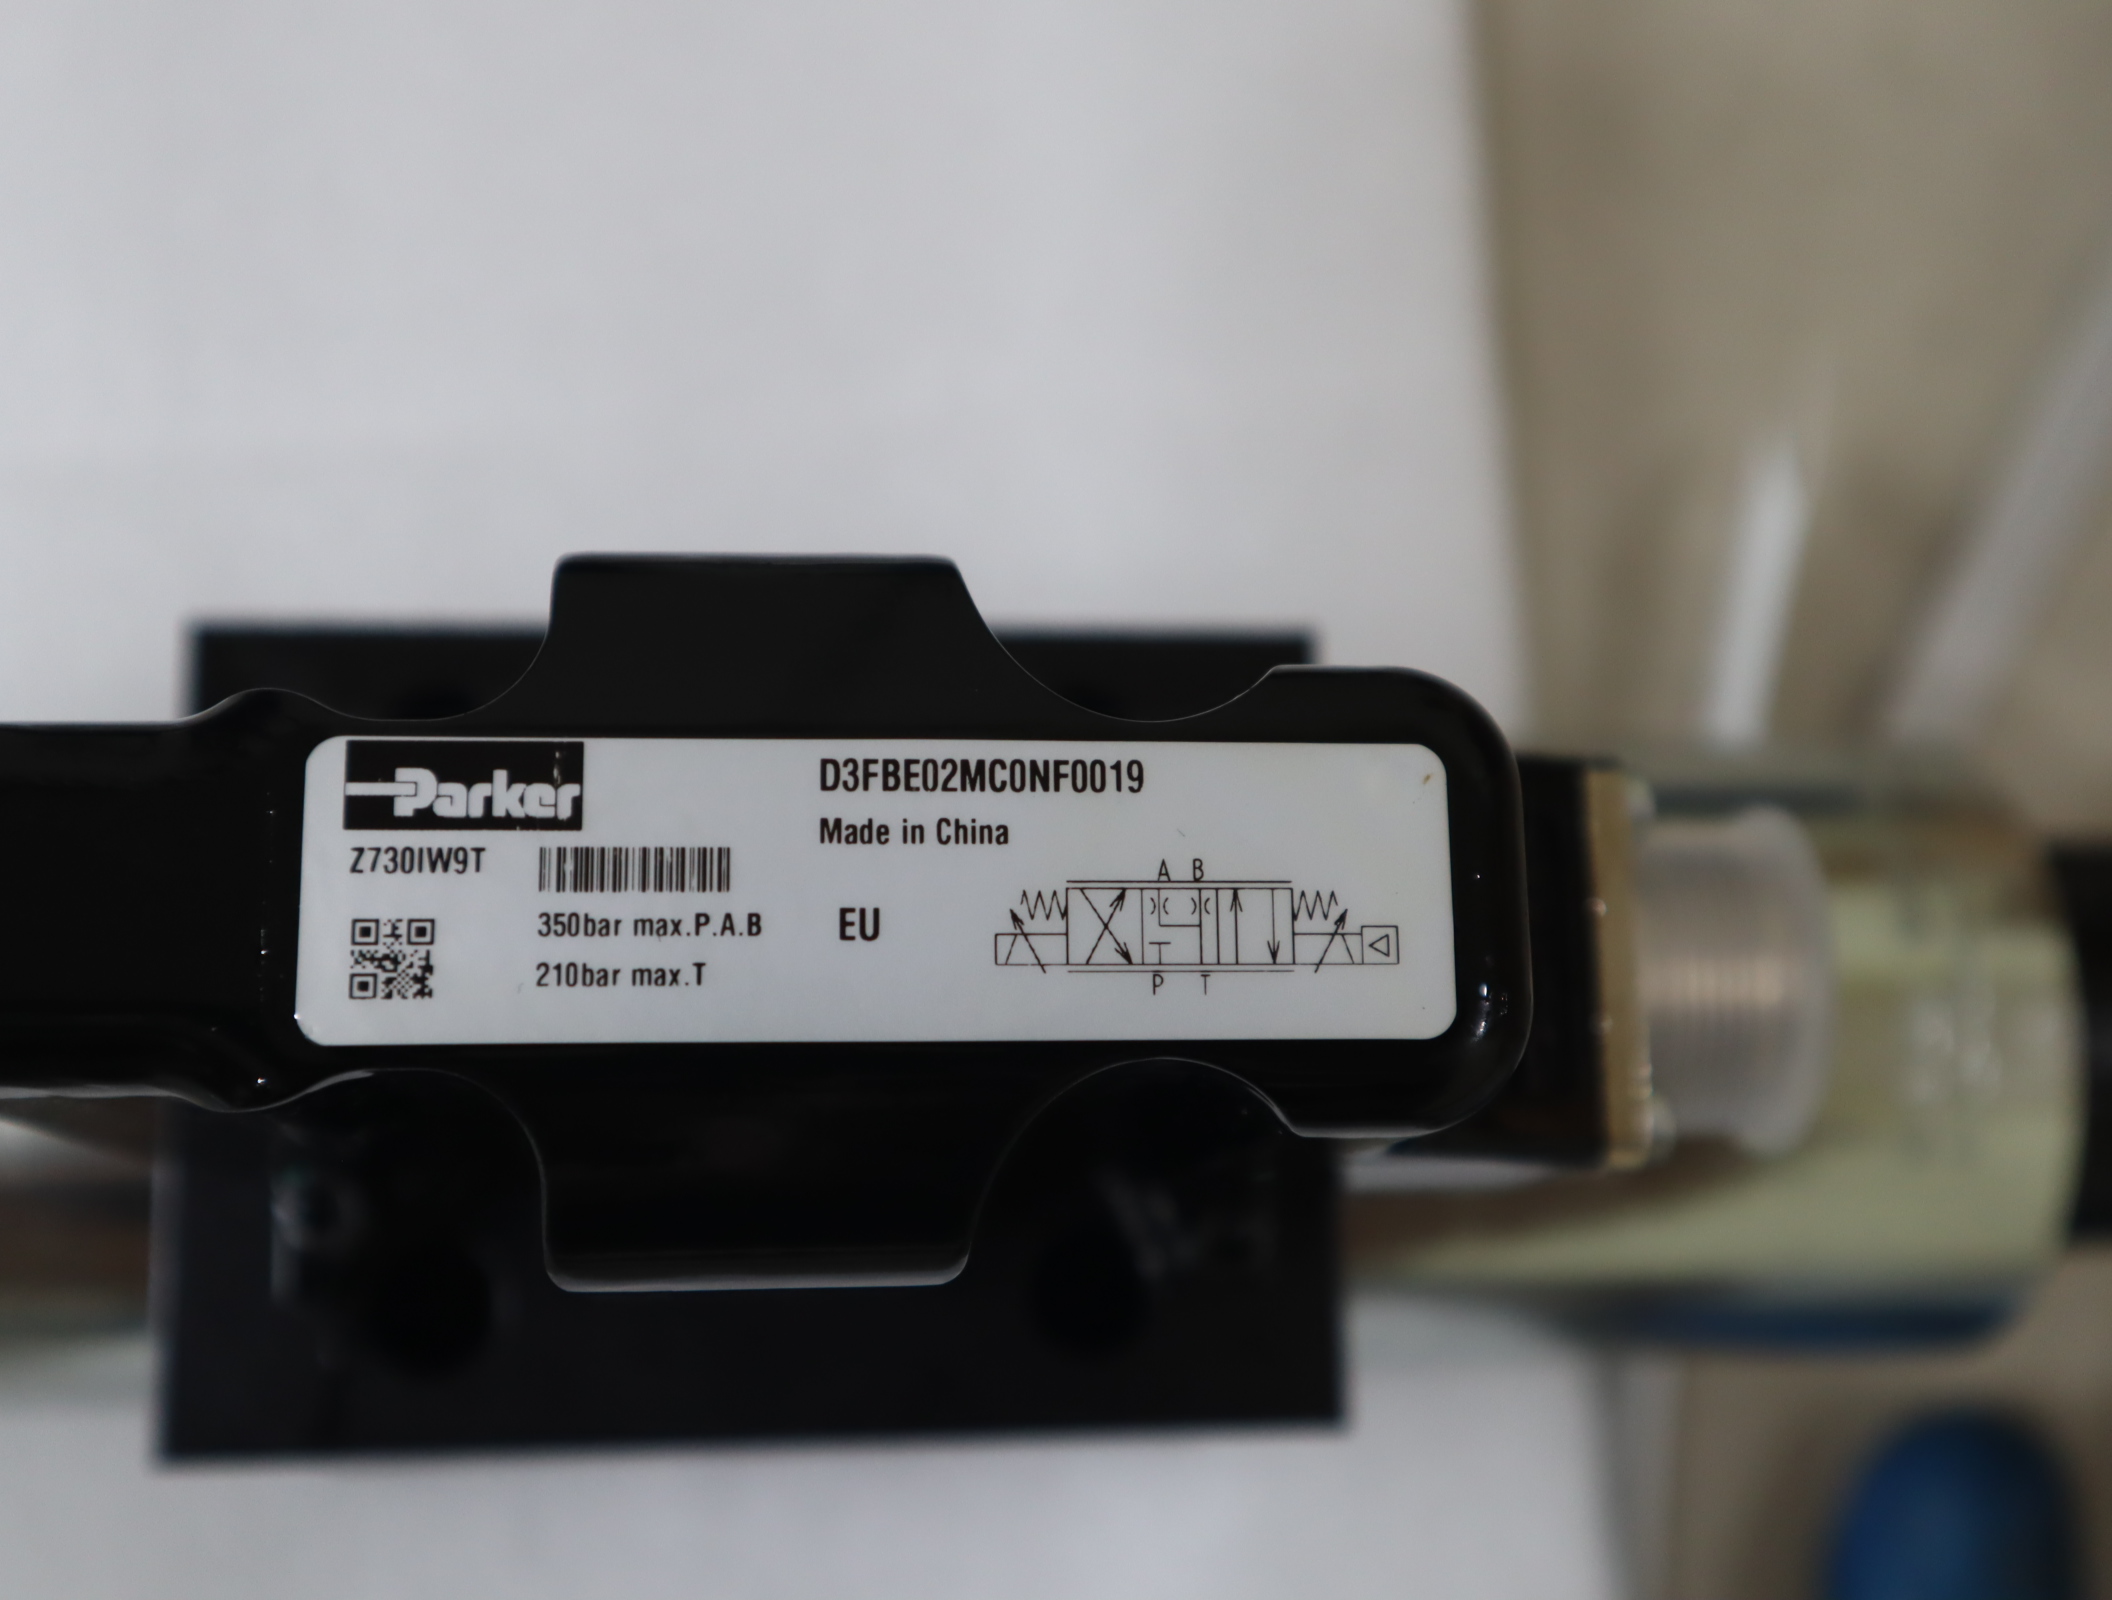 Parker
D3FBE02MC0NF0019
Made in China
Z730IW9T
350bar max.P.A.B
EU
210bar max.T
A B
P T